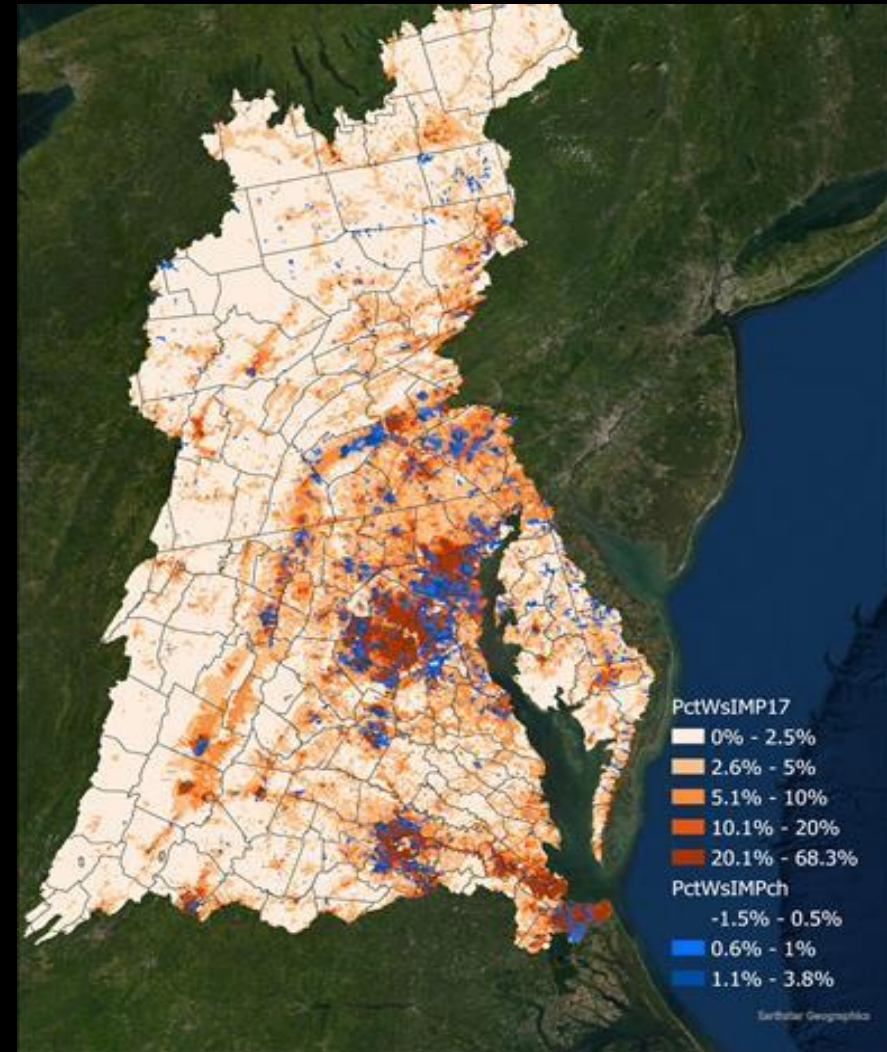 PctWsIMP17
0% - 2.5%
2.6% - 5%
5.1% - 10%
10.1% - 20%
20.1% - 68.3%
PctWsIMPch
-1.5% - 0.5%
0.6% - 1%
1.1% - 3.8%
Earthstar Geographics